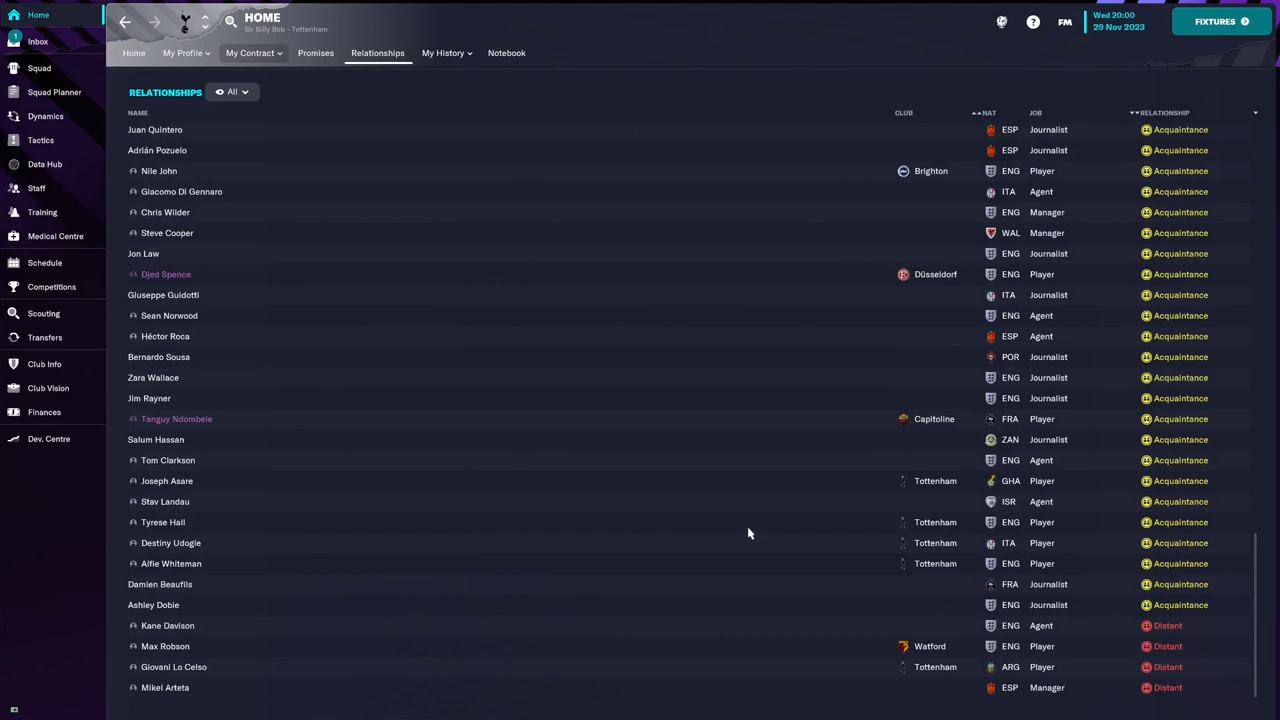 Home
1
Inbox
Squad
Squad Planner
Dynamics
Tactics
Data Hub
Staff
Training
Medical Centre
Schedule
Competitions
Scouting
Transfers
Club Info
Club Vision
Finances
Dev. Centre
HOME
Sir Billy Bob - Tottenham
? FM
Wed 20:00
29 Nov 2023
FIXTURES
Home My Profile My Contract Promises Relationships My History Notebook
RELATIONSHIPS All
NAME CLUB NAT JOB RELATIONSHIP
Juan Quintero ESP Journalist Acquaintance
Adrián Pozuelo ESP Journalist Acquaintance
Nile John Brighton ENG Player Acquaintance
Giacomo Di Gennaro ITA Agent Acquaintance
Chris Wilder ENG Manager Acquaintance
Steve Cooper WAL Manager Acquaintance
Jon Law ENG Journalist Acquaintance
Djed Spence Düsseldorf ENG Player Acquaintance
Giuseppe Guidotti ITA Journalist Acquaintance
Sean Norwood ENG Agent Acquaintance
Héctor Roca ESP Agent Acquaintance
Bernardo Sousa POR Journalist Acquaintance
Zara Wallace ENG Journalist Acquaintance
Jim Rayner ENG Journalist Acquaintance
Tanguy Ndombele Capitoline FRA Player Acquaintance
Salum Hassan ZAN Journalist Acquaintance
Tom Clarkson ENG Agent Acquaintance
Joseph Asare Tottenham GHA Player Acquaintance
Stav Landau ISR Agent Acquaintance
Tyrese Hall Tottenham ENG Player Acquaintance
Destiny Udogie Tottenham ITA Player Acquaintance
Alfie Whiteman Tottenham ENG Player Acquaintance
Damien Beaufils FRA Journalist Acquaintance
Ashley Dobie ENG Journalist Acquaintance
Kane Davison ENG Agent Distant
Max Robson Watford ENG Player Distant
Giovani Lo Celso Tottenham ARG Player Distant
Mikel Arteta ESP Manager Distant